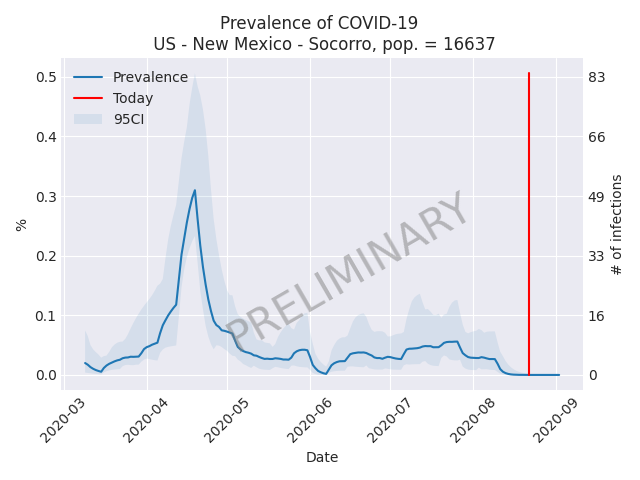 Prevalence of COVID-19
US - New Mexico - Socorro, pop. = 16637
Prevalence
Today
95CI
PRELIMINARY
%
0.5
0.4
0.3
0.2
0.1
0.0
83
66
49
33
16
0
# of infections
2020-03
2020-04
2020-05
2020-06
2020-07
2020-08
2020-09
Date